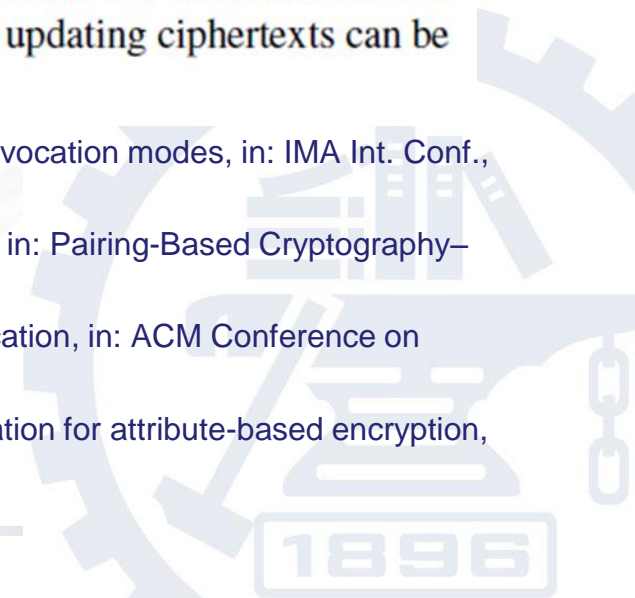 updating ciphertexts can be
vocation modes, in: IMA Int. Conf.,
in: Pairing-Based Cryptography–
cation, in: ACM Conference on
ation for attribute-based encryption,
1896